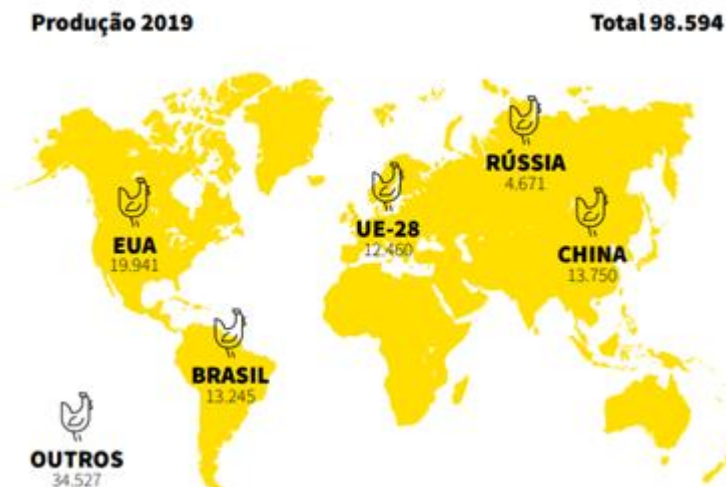 Produção 2019
Total 98.594
RÚSSIA
4.671
EUA
19.941
UE-28
12.460
CHINA
13.750
BRASIL
13.245
OUTROS
34.527